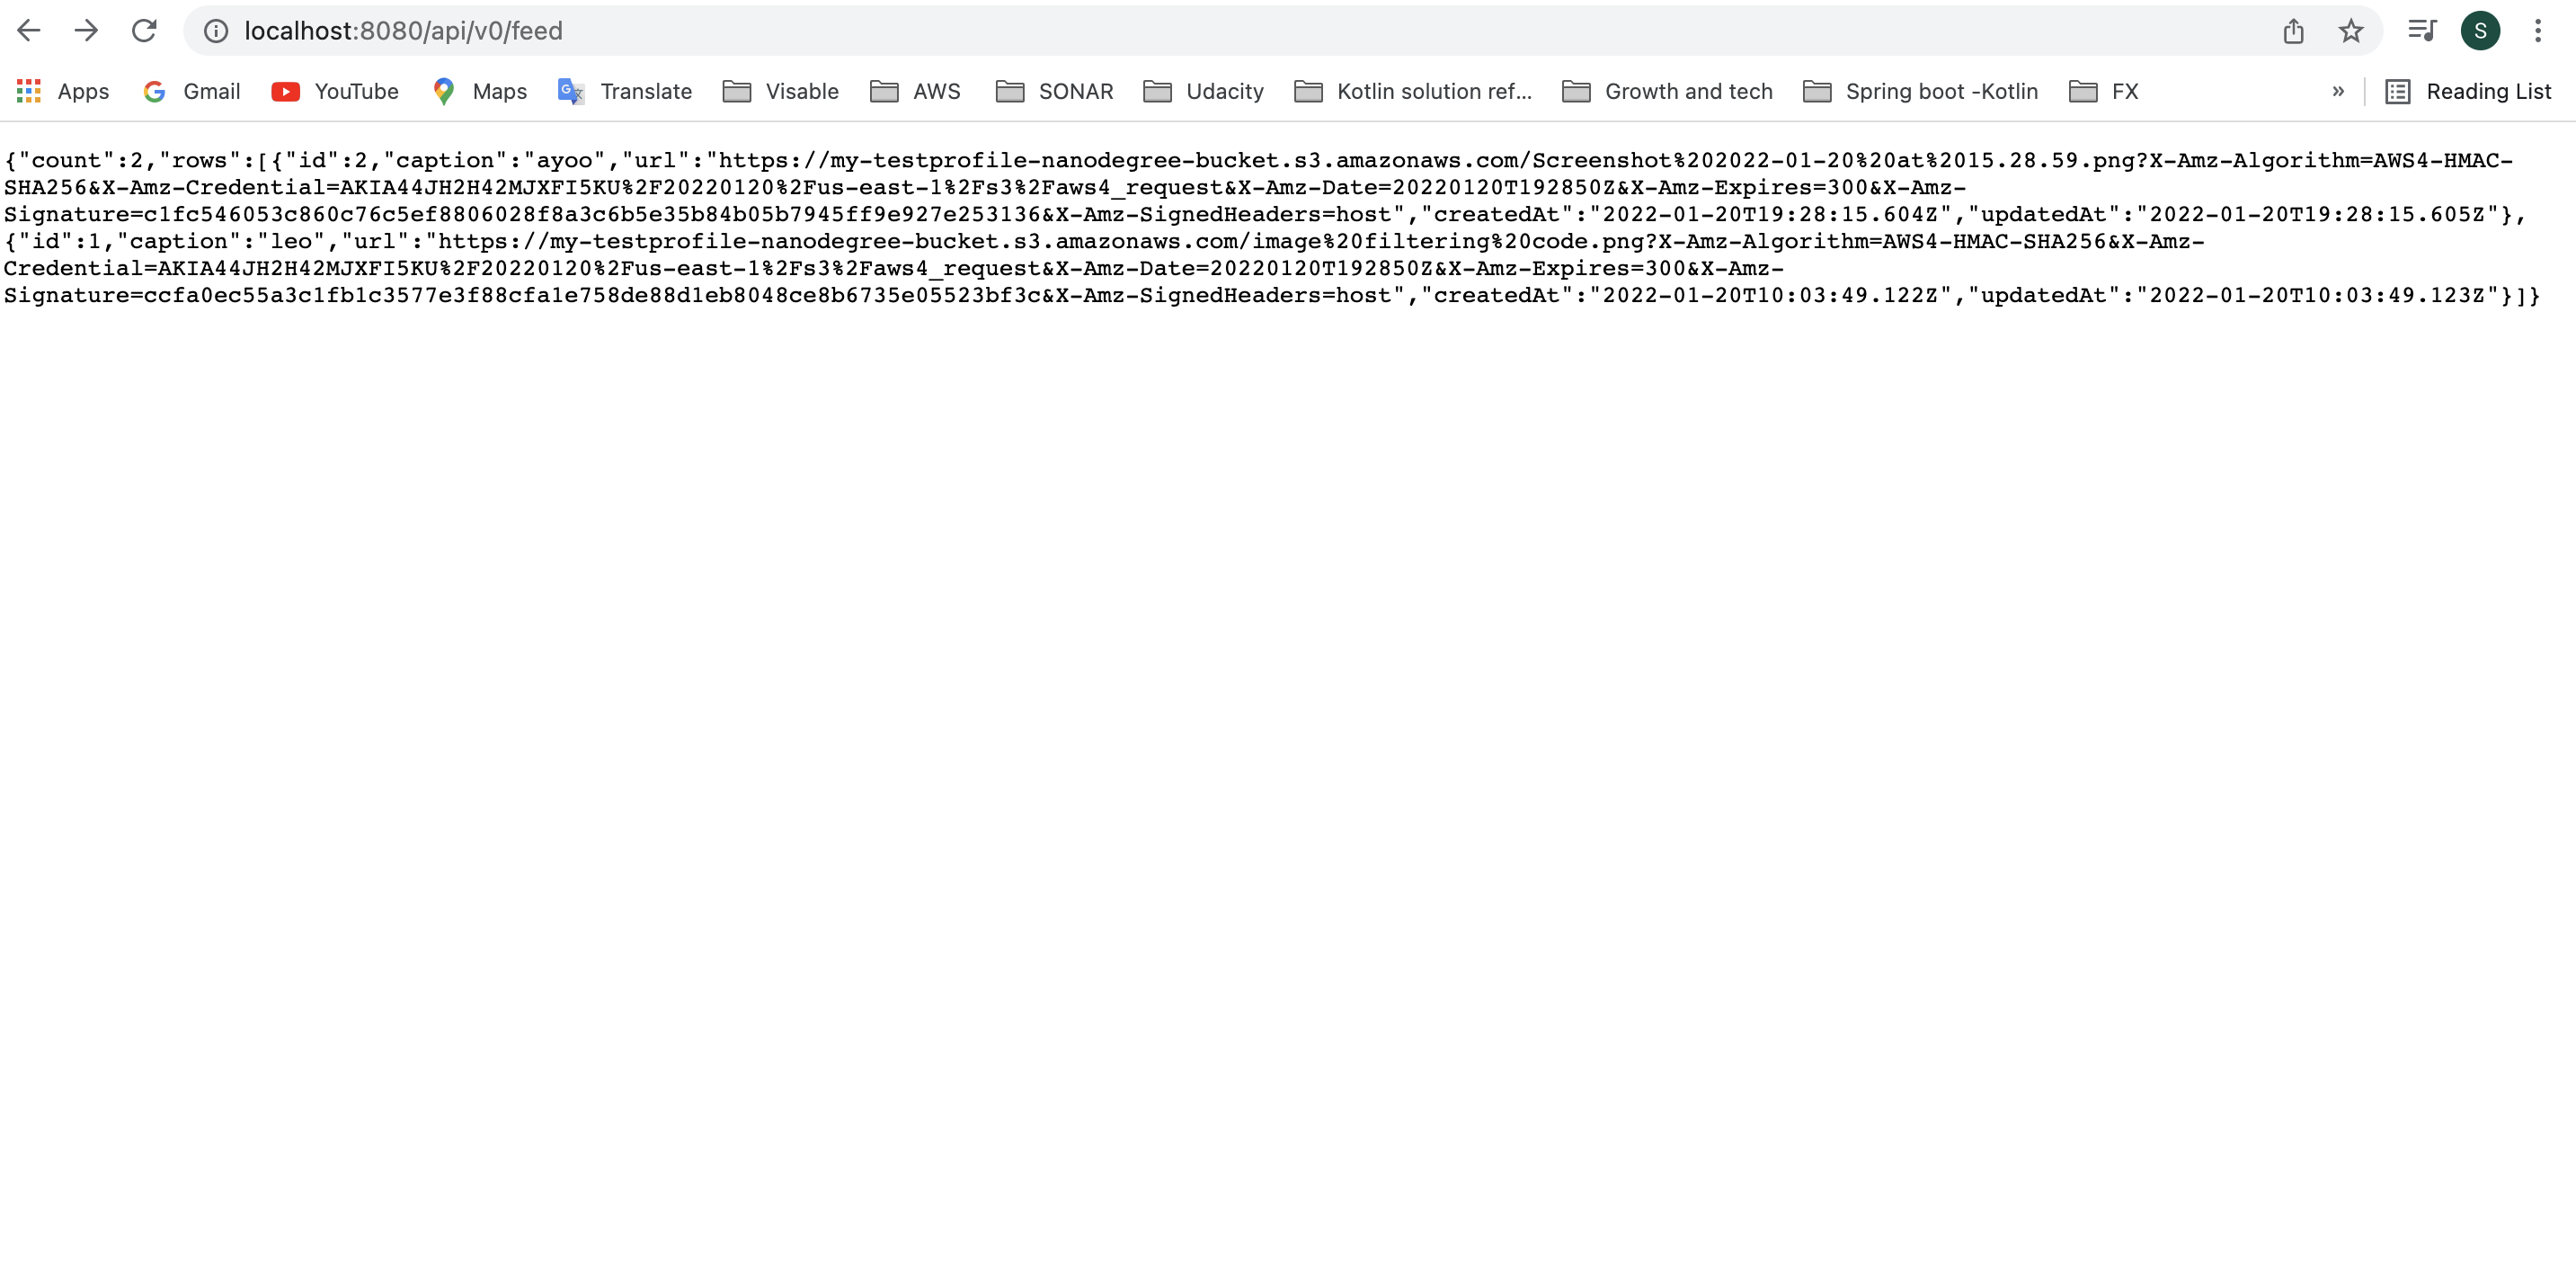 localhost:8080/api/v0/feed
S
Apps Gmail YouTube Maps Translate Visable AWS SONAR Udacity Kotlin solution ref... Growth and tech Spring boot -Kotlin FX » Reading List
{"count":2,"rows":[{"id":2,"caption":"ayoo","url":"https://my-testprofile-nanodegree-bucket.s3.amazonaws.com/Screenshot%202022-01-20%20at%2015.28.59.png?X-Amz-Algorithm=AWS4-HMAC-
SHA256&X-Amz-Credential=AKIA44JH2H42MJXFI5KU%2F20220120%2Fus-east-1%2Fs3%2Faws4_request&X-Amz-Date=20220120T192850Z&X-Amz-Expires=300&X-Amz-
Signature=c1fc546053c860c76c5ef8806028f8a3c6b5e35b84b05b7945ff9e927e253136&X-Amz-SignedHeaders=host","createdAt":"2022-01-20T19:28:15.604Z","updatedAt":"2022-01-20T19:28:15.605Z"},
{"id":1,"caption":"leo","url":"https://my-testprofile-nanodegree-bucket.s3.amazonaws.com/image%20filtering%20code.png?X-Amz-Algorithm=AWS4-HMAC-SHA256&X-Amz-
Credential=AKIA44JH2H42MJXFI5KU%2F20220120%2Fus-east-1%2Fs3%2Faws4_request&X-Amz-Date=20220120T192850Z&X-Amz-Expires=300&X-Amz-
Signature=ccfa0ec55a3c1fb1c3577e3f88cfa1e758de88d1eb8048ce8b6735e05523bf3c&X-Amz-SignedHeaders=host","createdAt":"2022-01-20T10:03:49.122Z","updatedAt":"2022-01-20T10:03:49.123Z"}]}